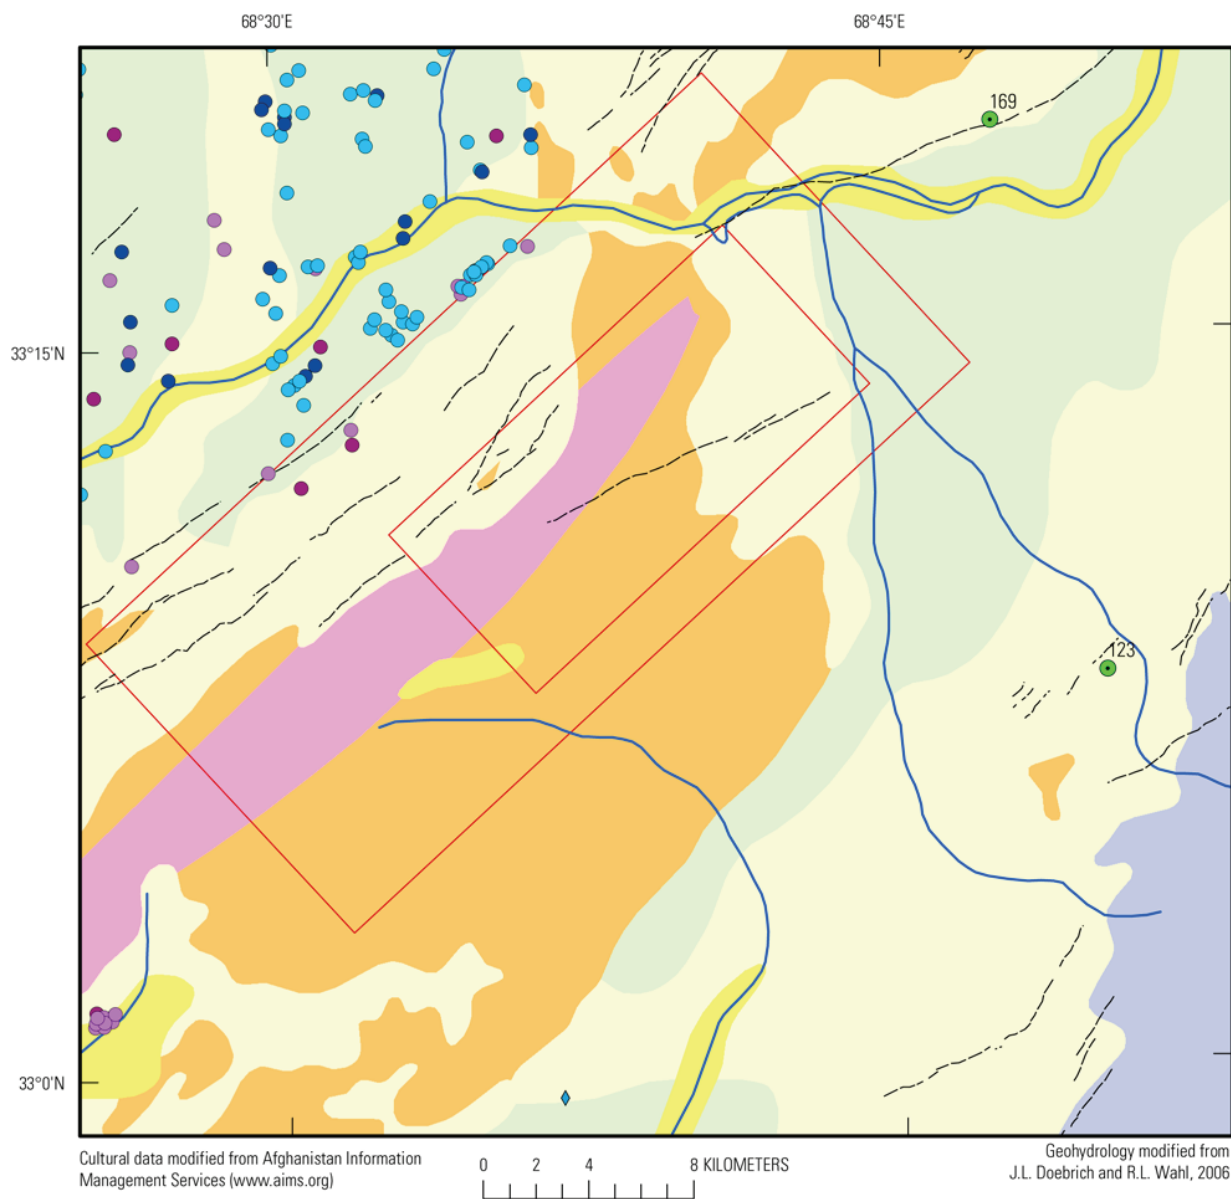 68°30'E
68°45'E
169
33°15'N
123
33°0'N
Cultural data modified from Afghanistan Information
Management Services (www.aims.org)
0 2 4 8 KILOMETERS
Geohydrology modified from
J.L. Doebrich and R.L. Wahl, 2006